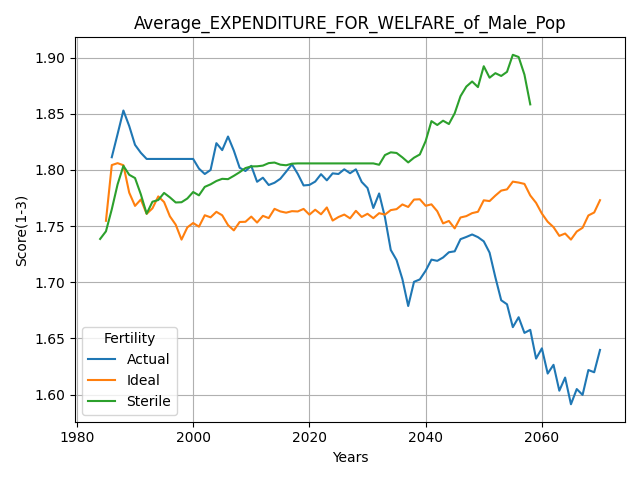 Average_EXPENDITURE_FOR_WELFARE_of_Male_Pop
1.90
1.85
1.80
1.75
1.70
1.65
1.60
Score(1-3)
Fertility
Actual
Ideal
Sterile
1980 2000 2020 2040 2060
Years